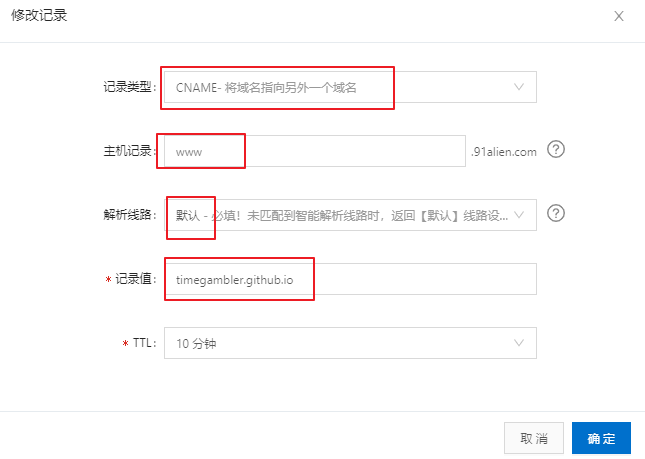 修改记录
记录类型: CNAME- 将域名指向另外一个域名
主机记录: www .91alien.com ?
解析线路: 默认 - 必填！未匹配到智能解析线路时，返回【默认】线路设... ?
* 记录值: timegambler.github.io
* TTL: 10 分钟
取消 确定